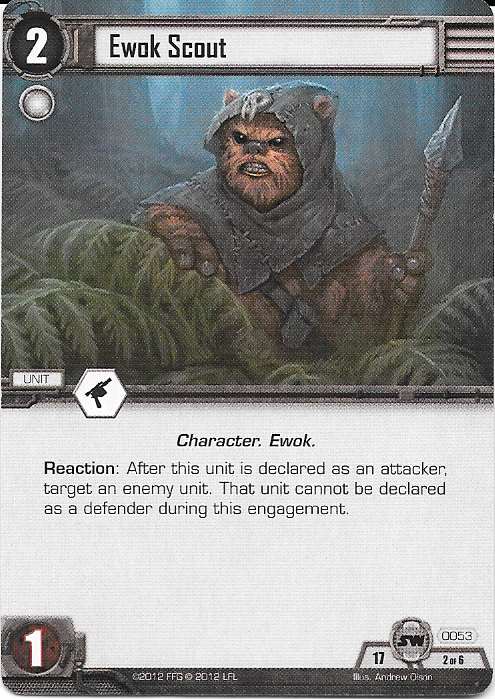 2
Ewok Scout
UNIT
Character. Ewok.
Reaction: After this unit is declared as an attacker,
target an enemy unit. That unit cannot be declared
as a defender during this engagement.
1
©2012 FFG © 2012 LFL
17
SW
0053
2 OF 6
Illus. Andrew Olson